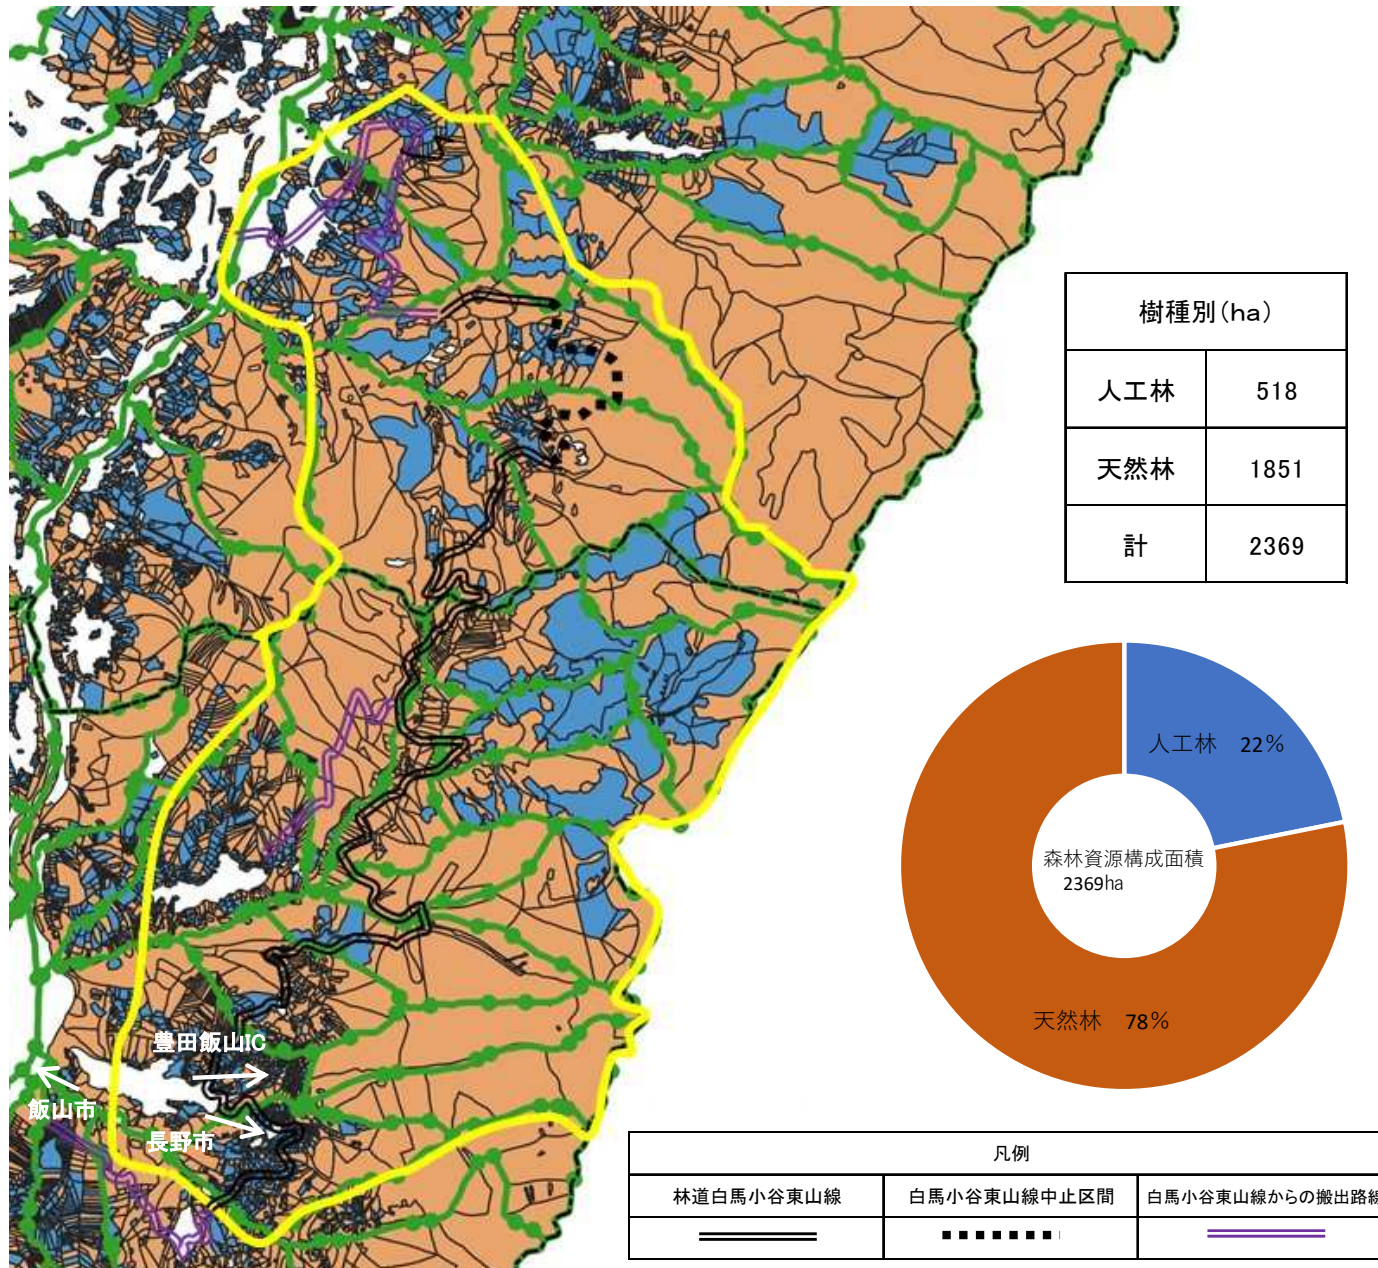 樹種別(ha)
人工林 518
天然林 1851
計 2369
人工林 22%
森林資源構成面積
2369ha
天然林 78%
豊田飯山IC
飯山市
長野市
凡例
林道白馬小谷東山線 白馬小谷東山線中止区間 白馬小谷東山線からの搬出路線